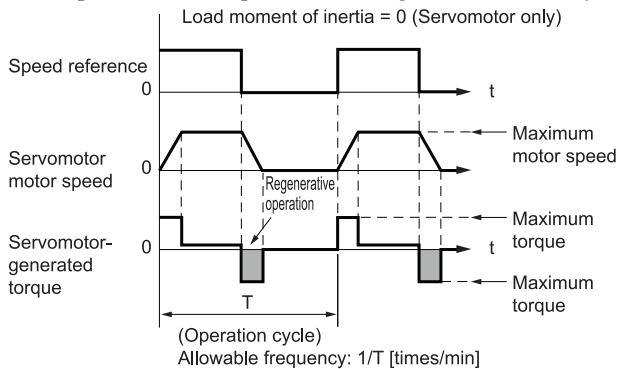 Load moment of inertia = 0 (Servomotor only)
Speed reference
0
t
Servomotor
motor speed
0
Maximum
motor speed
Regenerative
operation
Servomotor-
generated
torque
0
t
Maximum
torque
Maximum
torque
T
(Operation cycle)
Allowable frequency: 1/T [times/min]